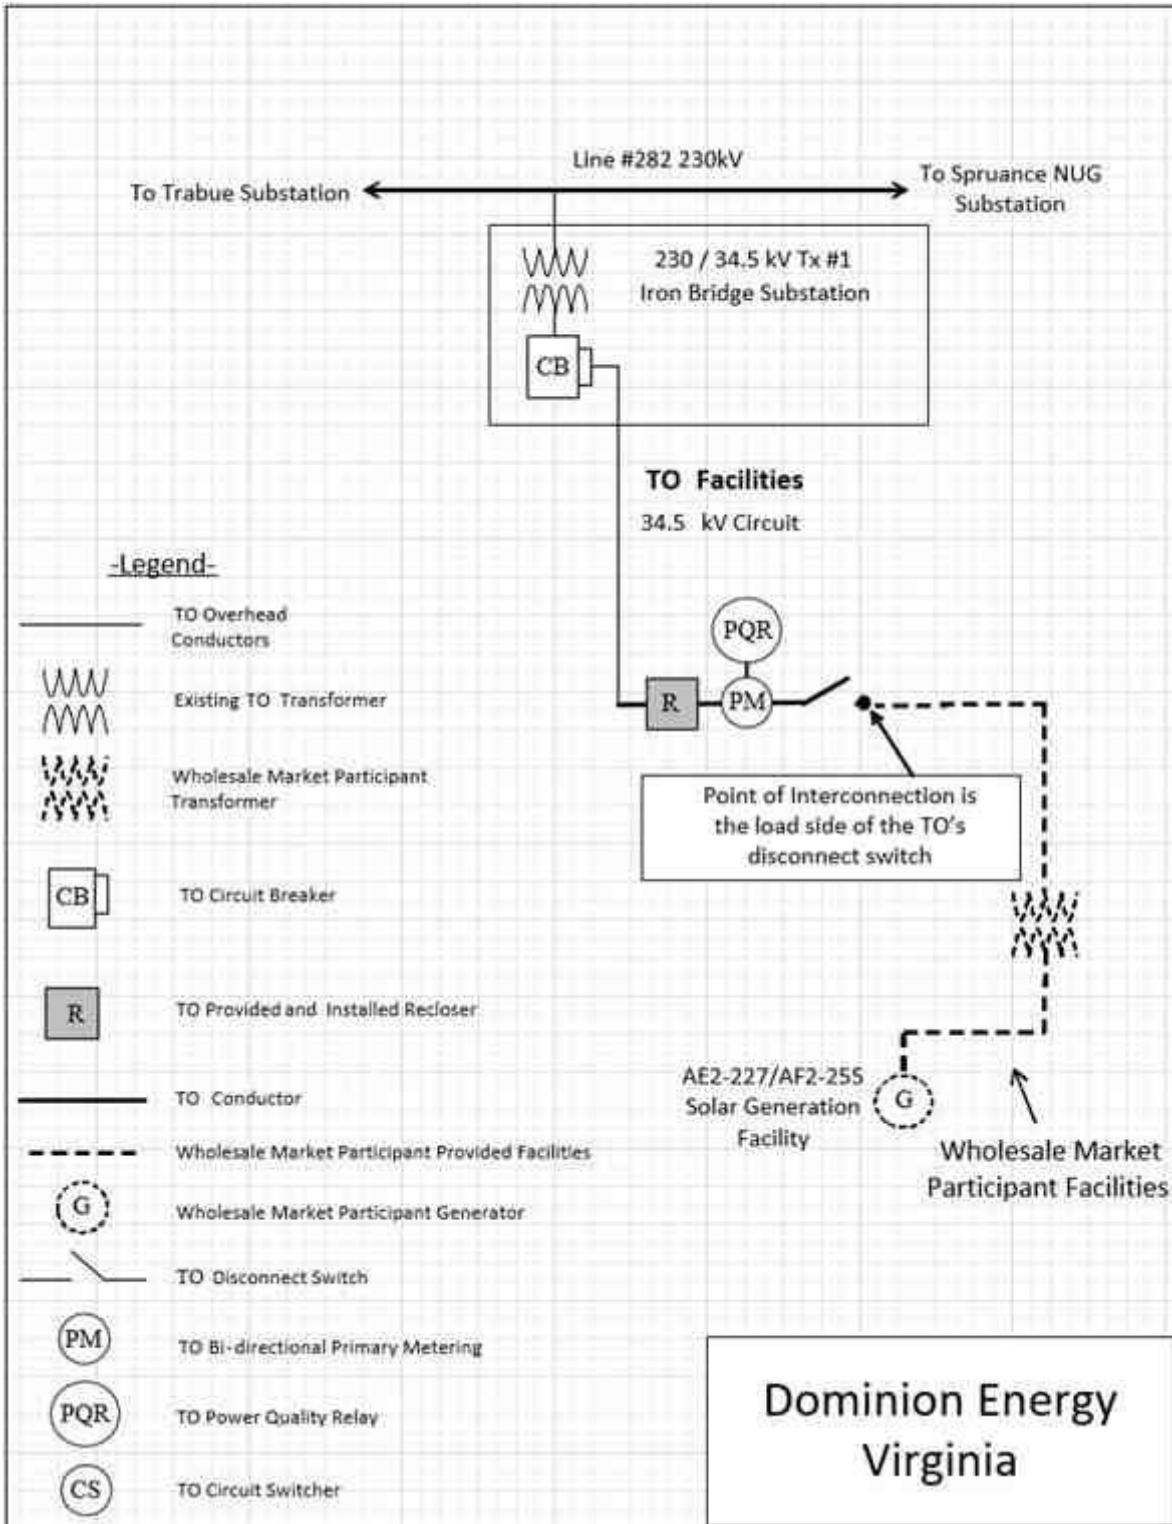 Line #282 230kV
To Trabue Substation
To Spruance NUG
Substation
230 / 34.5 kV Tx #1
Iron Bridge Substation
CB
TO Facilities
34.5 kV Circuit
PQR
R
PM
Point of Interconnection is
the load side of the TO's
disconnect switch
AE2-227/AF2-255
Solar Generation
Facility
G
Wholesale Market
Participant Facilities
-Legend-
TO Overhead
Conductors
Existing TO Transformer
Wholesale Market Participant
Transformer
CB
TO Circuit Breaker
R
TO Provided and Installed Recloser
TO Conductor
Wholesale Market Participant Provided Facilities
G
Wholesale Market Participant Generator
TO Disconnect Switch
PM
TO Bi-directional Primary Metering
PQR
TO Power Quality Relay
CS
TO Circuit Switcher
Dominion Energy
Virginia